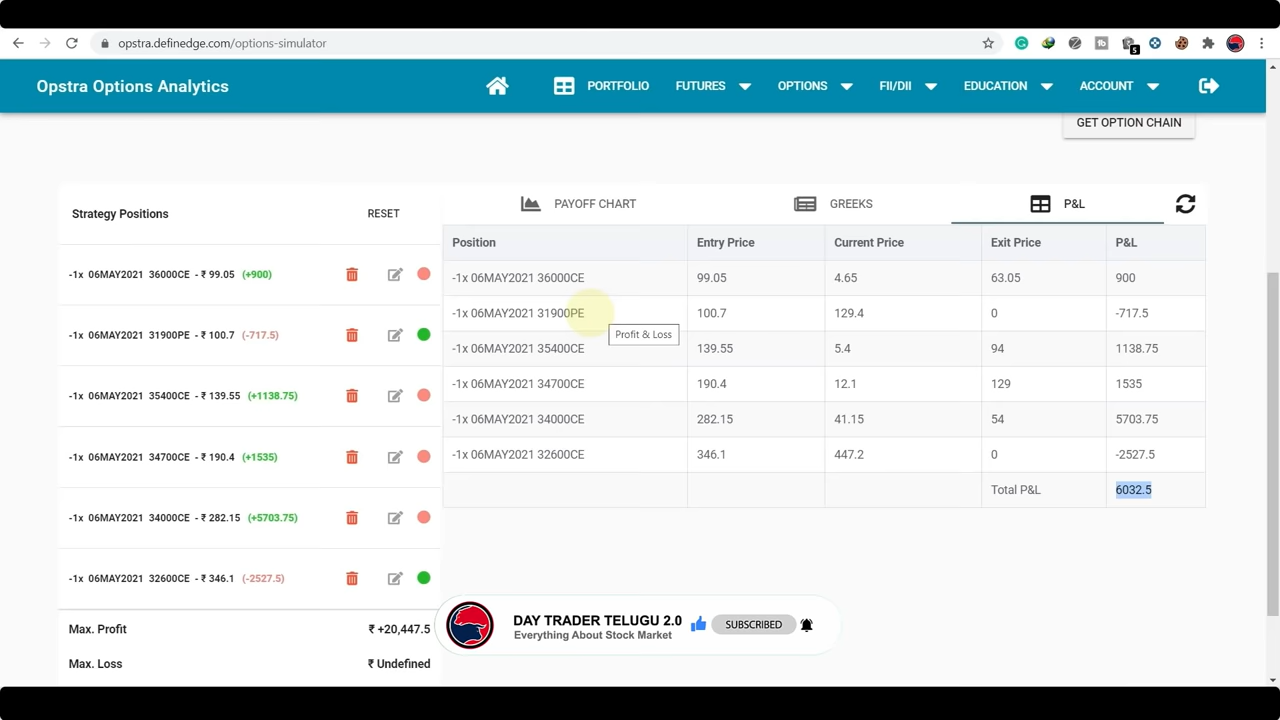 opstra.definedge.com/options-simulator
5
Opstra Options Analytics
PORTFOLIO FUTURES OPTIONS FII/DII EDUCATION ACCOUNT
GET OPTION CHAIN
Strategy Positions RESET
-1x 06MAY2021 36000CE - ₹ 99.05 (+900)
-1x 06MAY2021 31900PE - ₹ 100.7 (-717.5)
-1x 06MAY2021 35400CE - ₹ 139.55 (+1138.75)
-1x 06MAY2021 34700CE - ₹ 190.4 (+1535)
-1x 06MAY2021 34000CE - ₹ 282.15 (+5703.75)
-1x 06MAY2021 32600CE - ₹ 346.1 (-2527.5)
Max. Profit ₹ +20,447.5
Max. Loss ₹ Undefined
PAYOFF CHART GREEKS P&L
Position Entry Price Current Price Exit Price P&L
-1x 06MAY2021 36000CE 99.05 4.65 63.05 900
-1x 06MAY2021 31900PE 100.7 129.4 0 -717.5
Profit & Loss
-1x 06MAY2021 35400CE 139.55 5.4 94 1138.75
-1x 06MAY2021 34700CE 190.4 12.1 129 1535
-1x 06MAY2021 34000CE 282.15 41.15 54 5703.75
-1x 06MAY2021 32600CE 346.1 447.2 0 -2527.5
Total P&L 6032.5
DAY TRADER TELUGU 2.0
Everything About Stock Market
SUBSCRIBED